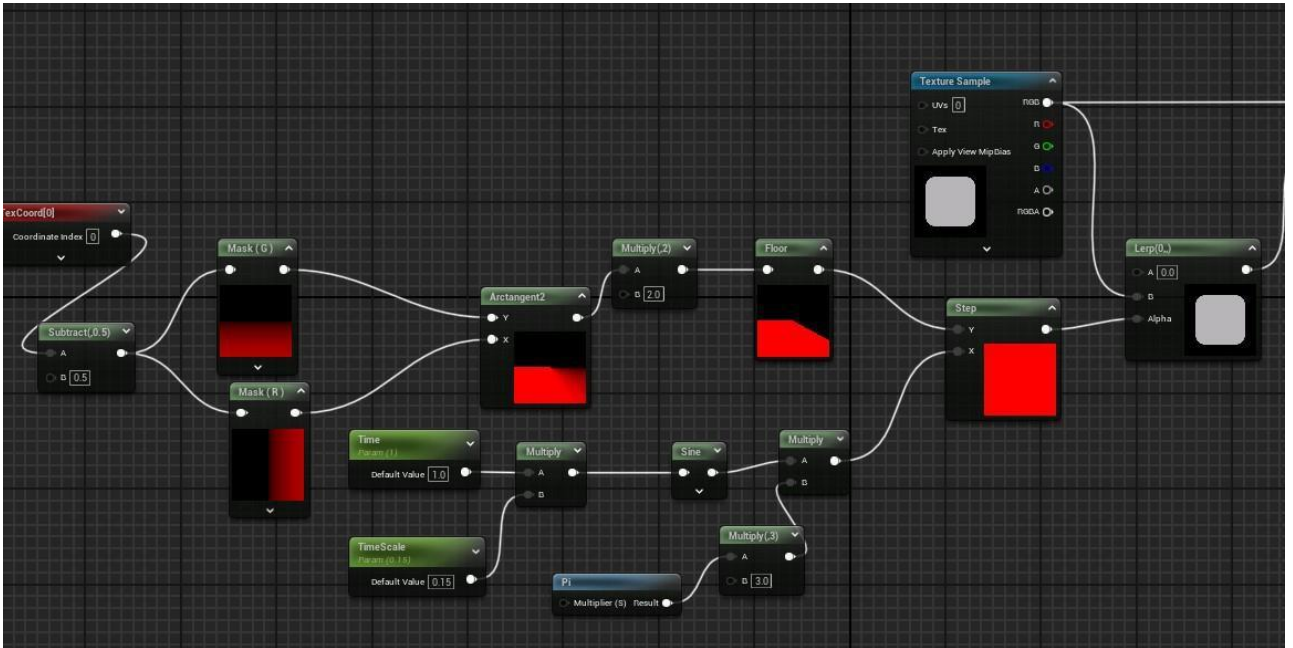 Texture Sample
UVs 0
RGB
Tex
R
Apply View MipBias
G
B
A
RGBA
TexCoord[0]
Coordinate Index 0
Mask ( G )
Multiply(,2)
A
B 2.0
Floor
Lerp(0,,)
A 0.0
B
Alpha
Arctangent2
Y
X
Step
Y
X
Subtract(,0.5)
A
B 0.5
Mask ( R )
Time
Param (1)
Default Value 1.0
Multiply
A
B
Sine
Multiply
A
B
TimeScale
Param (0.15)
Default Value 0.15
Multiply(,3)
A
B 3.0
Pi
Multiplier (S) Result